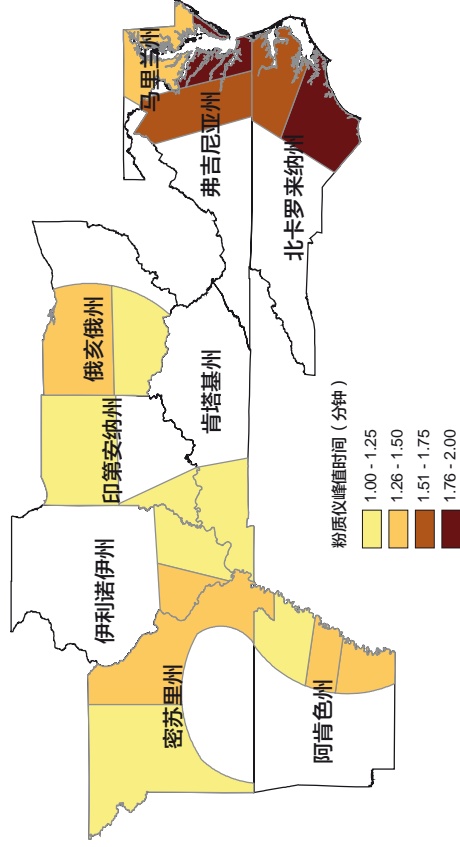 马里兰州
弗吉尼亚州
北卡罗来纳州
俄亥俄州
印第安纳州
肯塔基州
伊利诺伊州
密苏里州
阿肯色州
粉质仪峰值时间（分钟）
1.00 - 1.25
1.26 - 1.50
1.51 - 1.75
1.76 - 2.00